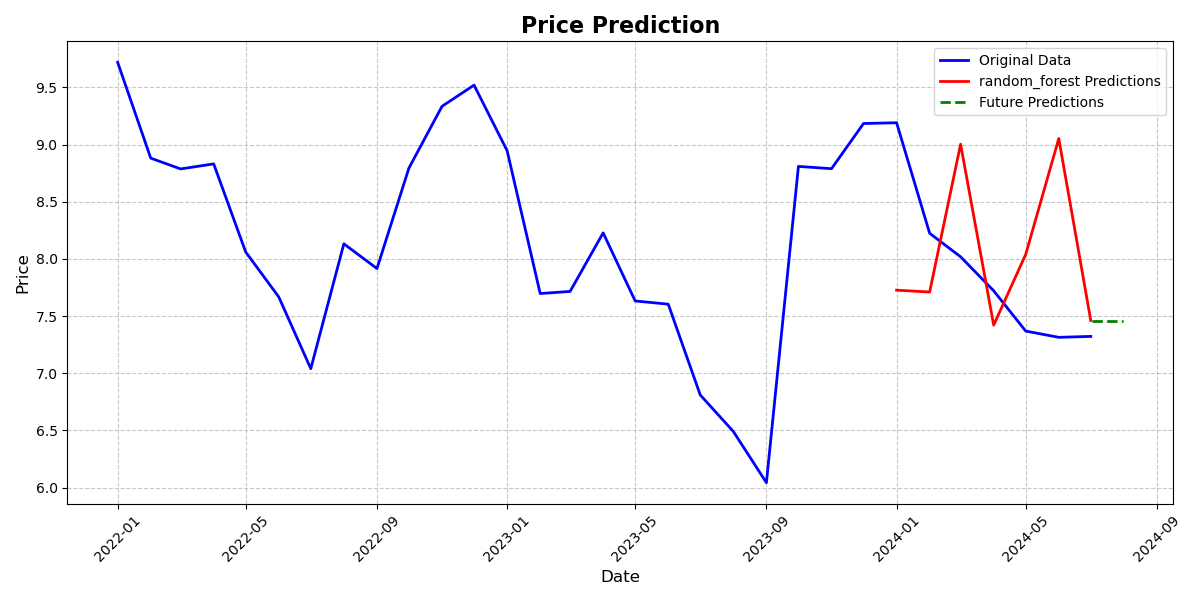 Price Prediction
Original Data
random_forest Predictions
Future Predictions
Price
9.5
9.0
8.5
8.0
7.5
7.0
6.5
6.0
2022-01
2022-05
2022-09
2023-01
2023-05
2023-09
2024-01
2024-05
2024-09
Date